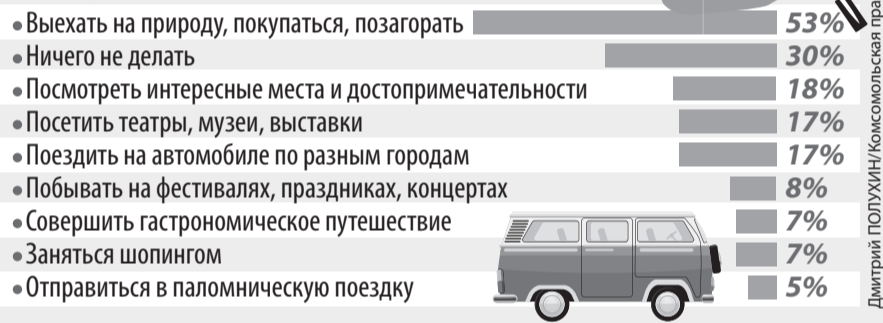 • Выехать на природу, покупаться, позагорать 53%
• Ничего не делать 30%
• Посмотреть интересные места и достопримечательности 18%
• Посетить театры, музеи, выставки 17%
• Поездить на автомобиле по разным городам 17%
• Побывать на фестивалях, праздниках, концертах 8%
• Совершить гастрономическое путешествие 7%
• Заняться шопингом 7%
• Отправиться в паломническую поездку 5%
Дмитрий ПОЛУХИН/Комсомольская пра